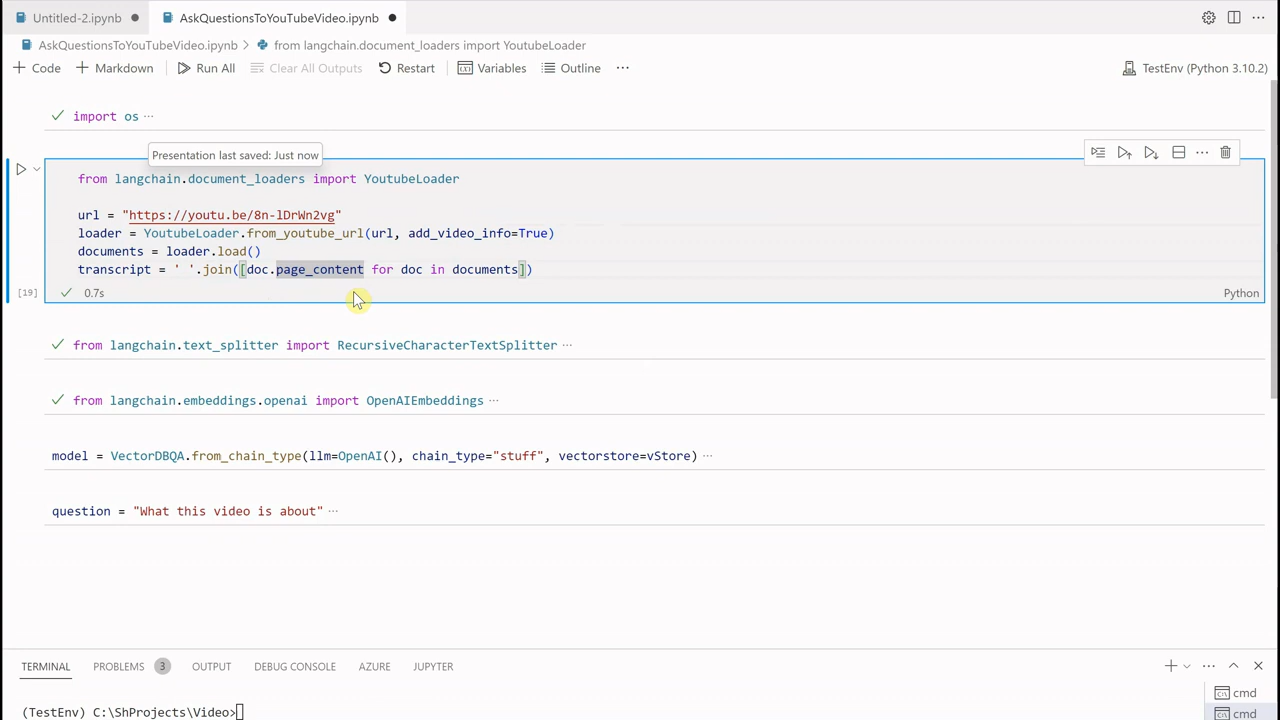 Untitled-2.ipynb
AskQuestionsToYouTubeVideo.ipynb
AskQuestionsToYouTubeVideo.ipynb > from langchain.document_loaders import YoutubeLoader
+ Code + Markdown Run All Clear All Outputs Restart Variables Outline ··· TestEnv (Python 3.10.2)
import os ···
Presentation last saved: Just now
from langchain.document_loaders import YoutubeLoader
url = "https://youtu.be/8n-lDrWn2vg"
loader = YoutubeLoader.from_youtube_url(url, add_video_info=True)
documents = loader.load()
transcript = ' '.join([doc.page_content for doc in documents])
[19] 0.7s Python
from langchain.text_splitter import RecursiveCharacterTextSplitter ···
from langchain.embeddings.openai import OpenAIEmbeddings ···
model = VectorDBQA.from_chain_type(llm=OpenAI(), chain_type="stuff", vectorstore=vStore) ···
question = "What this video is about" ···
TERMINAL PROBLEMS 3 OUTPUT DEBUG CONSOLE AZURE JUPYTER
cmd
(TestEnv) C:\ShProjects\Video>
cmd